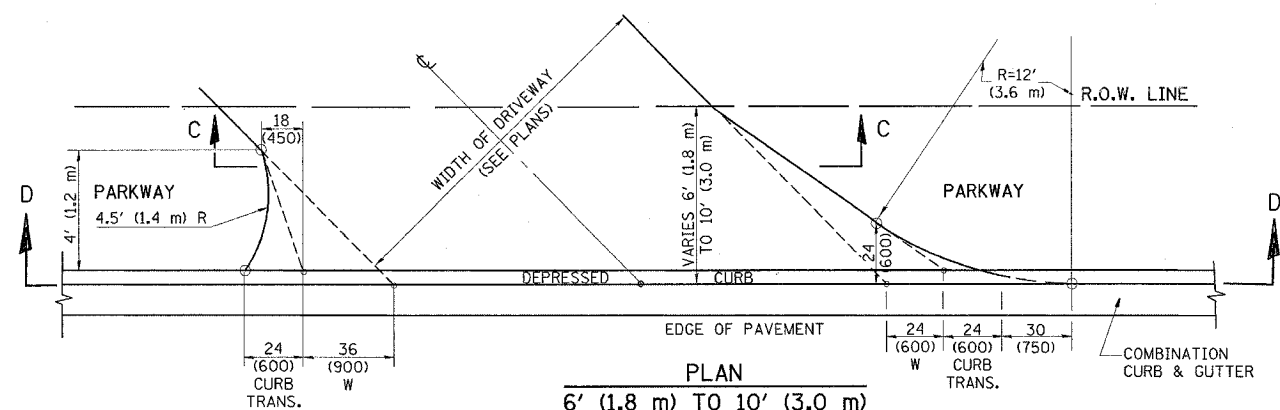 ℄
R=12'
(3.6 m)
R.O.W. LINE
C
18
(450)
WIDTH OF DRIVEWAY
(SEE PLANS)
C
VARIES 6' (1.8 m)
TO 10' (3.0 m)
D
4' (1.2 m)
PARKWAY
4.5' (1.4 m) R
PARKWAY
D
24
(600)
DEPRESSED CURB
EDGE OF PAVEMENT
24
(600)
CURB
TRANS.
36
(900)
W
24
(600)
W
24
(600)
CURB
TRANS.
30
(750)
COMBINATION
CURB & GUTTER
PLAN
6' (1.8 m) TO 10' (3.0 m)